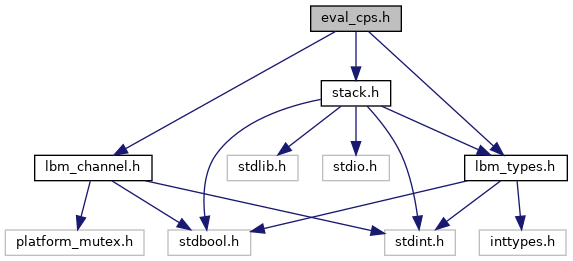 eval_cps.h
stack.h
lbm_channel.h
stdlib.h
stdio.h
lbm_types.h
platform_mutex.h
stdbool.h
stdint.h
inttypes.h